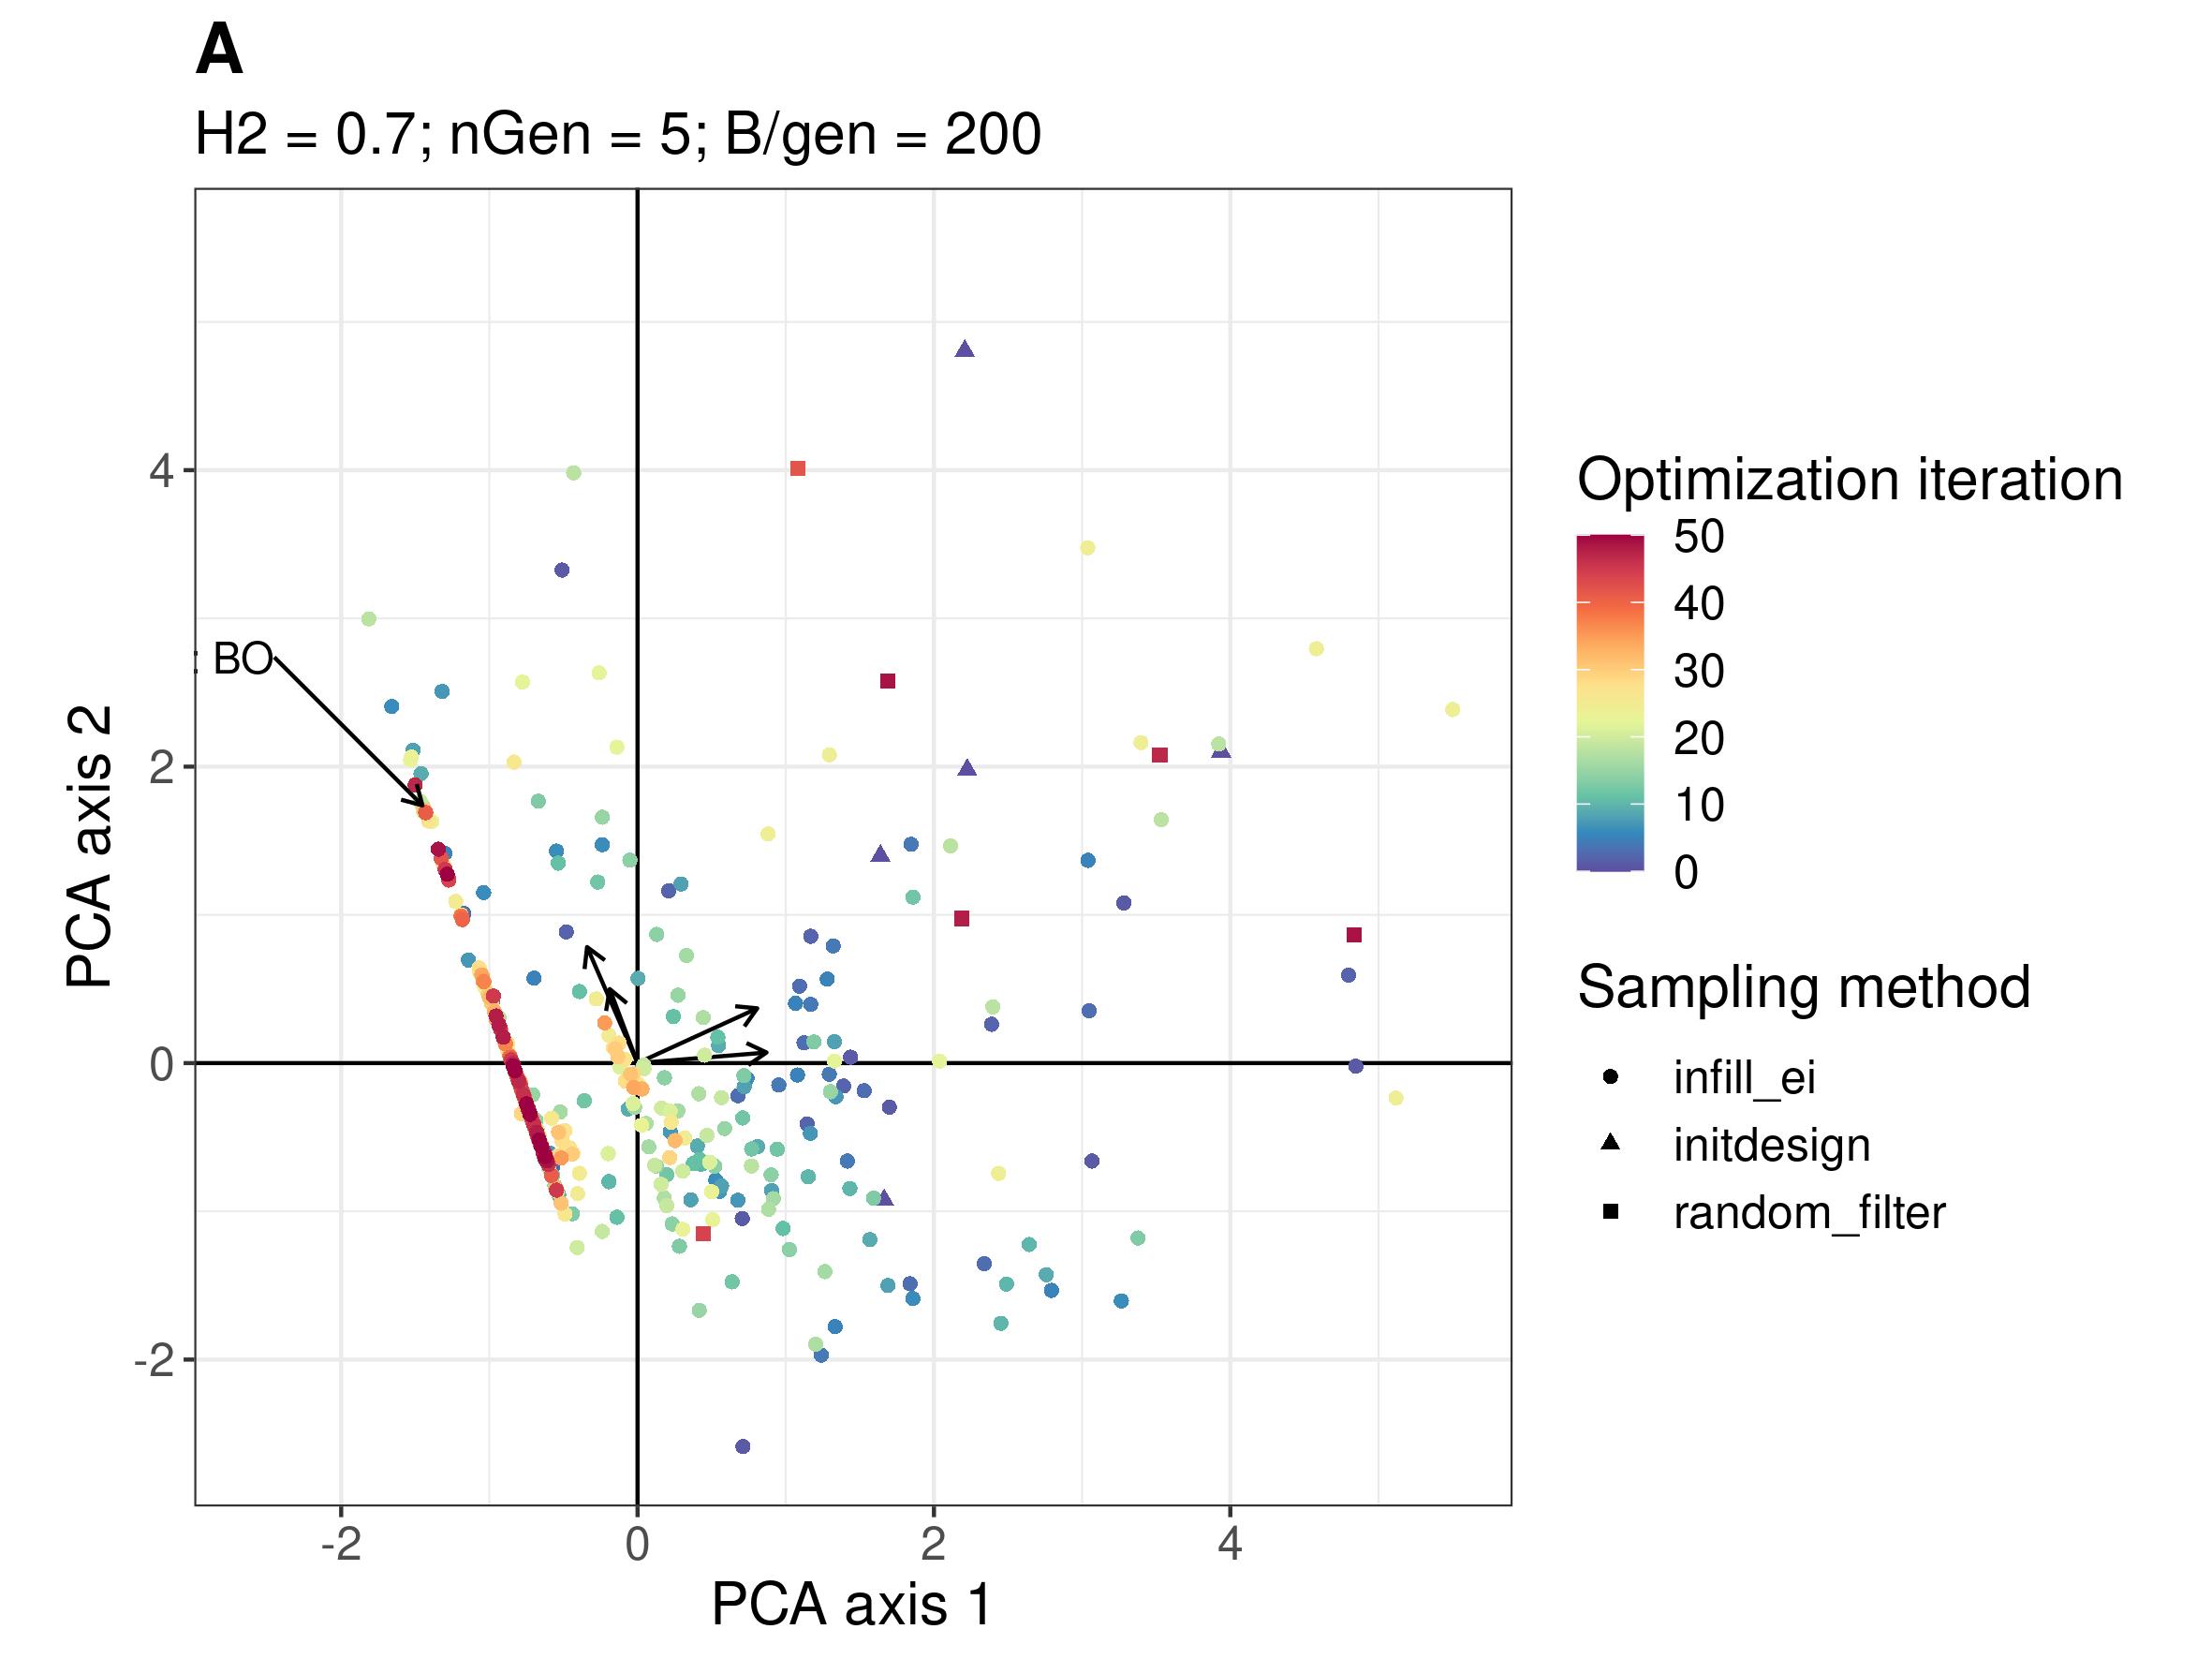 A
H2 = 0.7; nGen = 5; B/gen = 200
PCA axis 2
4
2
0
-2
: BO
-2
0
2
4
PCA axis 1
Optimization iteration
50
40
30
20
10
0
Sampling method
infill_ei
initdesign
random_filter